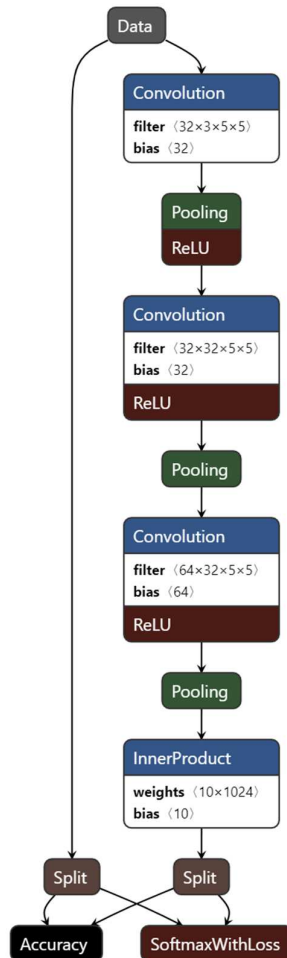 Data
Convolution
filter 〈32×3×5×5〉
bias 〈32〉
Pooling
ReLU
Convolution
filter 〈32×32×5×5〉
bias 〈32〉
ReLU
Pooling
Convolution
filter 〈64×32×5×5〉
bias 〈64〉
ReLU
Pooling
InnerProduct
weights 〈10×1024〉
bias 〈10〉
Split Split
Accuracy SoftmaxWithLoss